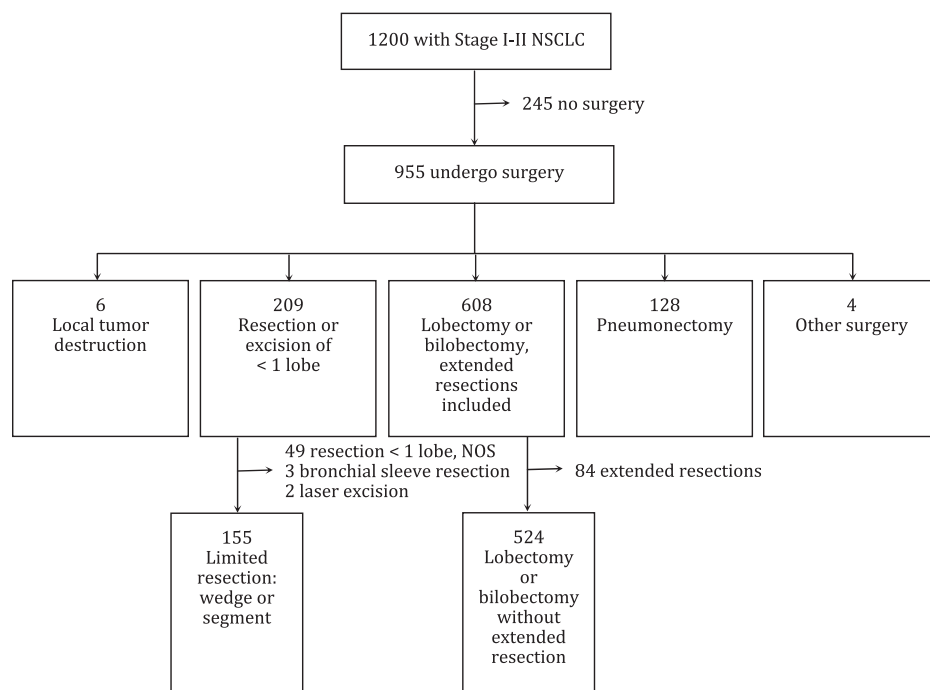 1200 with Stage I-II NSCLC
245 no surgery
955 undergo surgery
6
Local tumor
destruction
209
Resection or
excision of
< 1 lobe
608
Lobectomy or
bilobectomy,
extended
resections
included
128
Pneumonectomy
4
Other surgery
49 resection < 1 lobe, NOS
3 bronchial sleeve resection
2 laser excision
84 extended resections
155
Limited
resection:
wedge or
segment
524
Lobectomy
or
bilobectomy
without
extended
resection